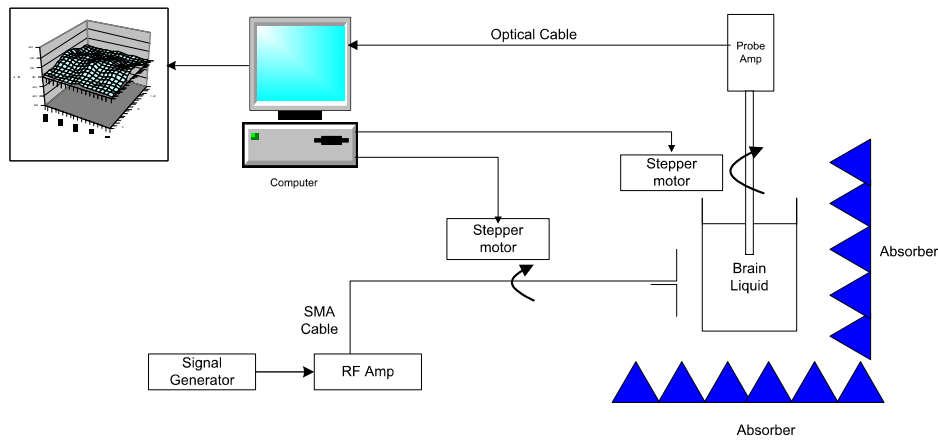 Optical Cable
Probe
Amp
Computer
Stepper
motor
Stepper
motor
Brain
Liquid
Absorber
SMA
Cable
Signal
Generator
RF Amp
Absorber